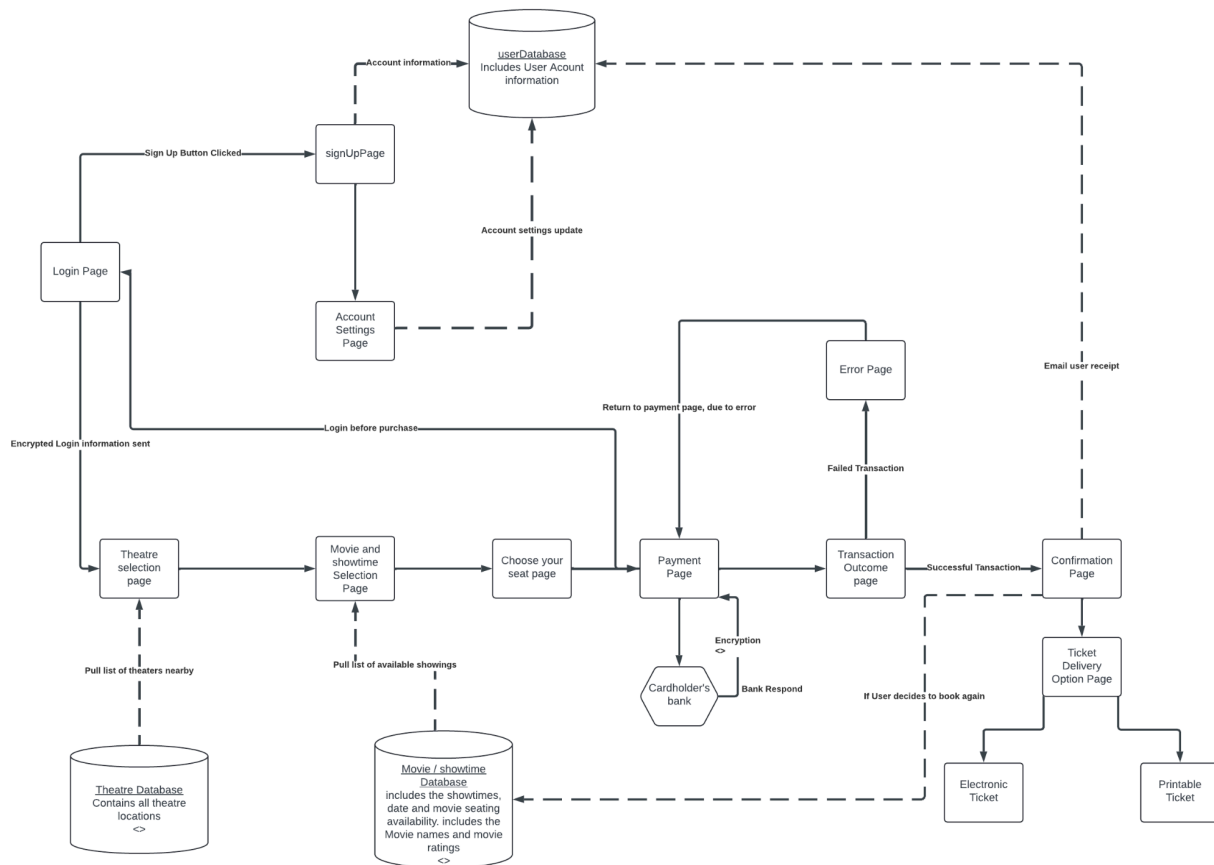 userDatabase
Includes User Acount
information
Account information
Sign Up Button Clicked
signUpPage
Account settings update
Login Page
Account
Settings
Page
Error Page
Email user receipt
Return to payment page, due to error
Login before purchase
Encrypted Login information sent
Failed Transaction
Theatre
selection
page
Movie and
showtime
Selection
Page
Choose your
seat page
Payment
Page
Transaction
Outcome
page
Successful Tansaction
Confirmation
Page
Encryption
<>
Pull list of theaters nearby
Pull list of available showings
Cardholder's
bank
Bank Respond
If User decides to book again
Ticket
Delivery
Option Page
Theatre Database
Contains all theatre
locations
<>
Movie / showtime
Database
includes the showtimes,
date and movie seating
availability. includes the
Movie names and movie
ratings
<>
Electronic
Ticket
Printable
Ticket